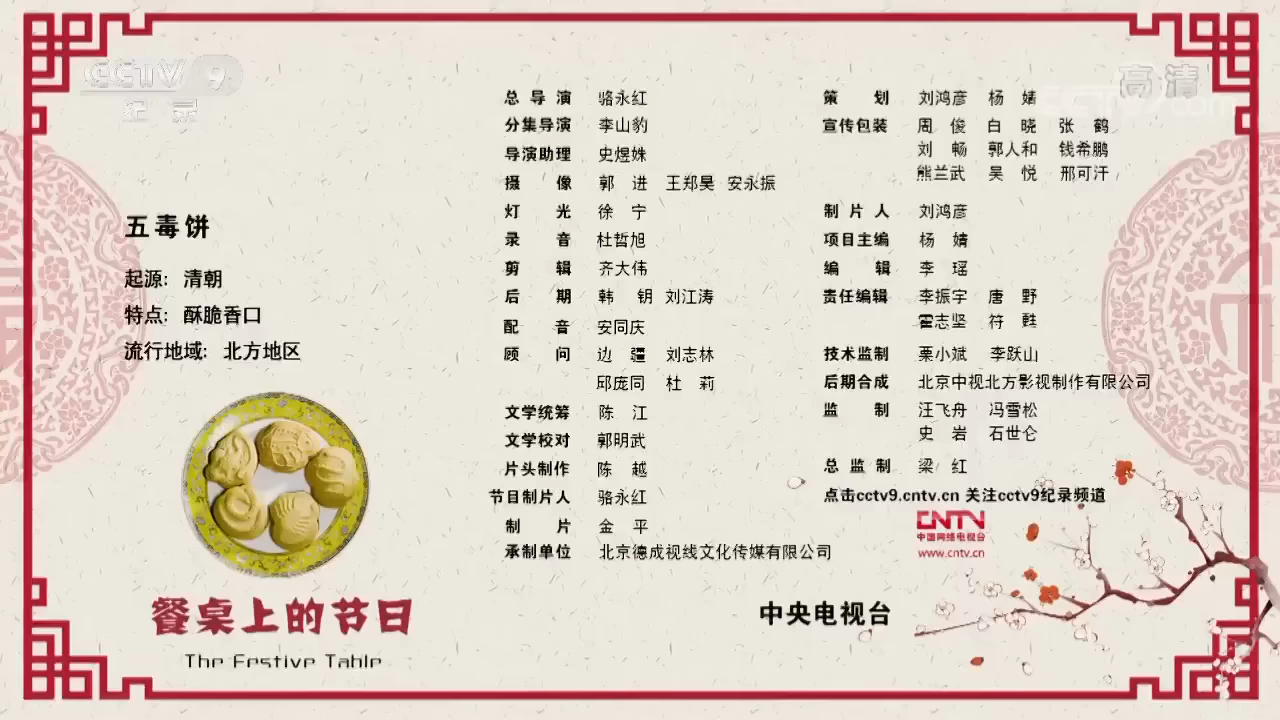 CCTV 9
纪录
高清
五毒饼
起源: 清朝
特点: 酥脆香口
流行地域: 北方地区
餐桌上的节日
The Festive Table
总导演 骆永红
分集导演 李山豹
导演助理 史煜姝
摄像 郭进 王郑昊 安永振
灯光 徐宁
录音 杜哲旭
剪辑 齐大伟
后期 韩钥 刘江涛
配音 安同庆
顾问 边疆 刘志林
邱庞同 杜莉
文学统筹 陈江
文学校对 郭明武
片头制作 陈越
节目制片人 骆永红
制片 金平
承制单位 北京德成视线文化传媒有限公司
策划 刘鸿彦 杨婧
宣传包装 周俊 白晓 张鹤
刘畅 郭人和 钱希鹏
熊兰武 吴悦 邢可汗
制片人 刘鸿彦
项目主编 杨婧
编辑 李瑶
责任编辑 李振宇 唐野
霍志坚 符甦
技术监制 栗小斌 李跃山
后期合成 北京中视北方影视制作有限公司
监制 汪飞舟 冯雪松
史岩 石世仑
总监制 梁红
点击cctv9.cntv.cn 关注cctv9纪录频道
CNTV
中国网络电视台
www.cntv.cn
中央电视台